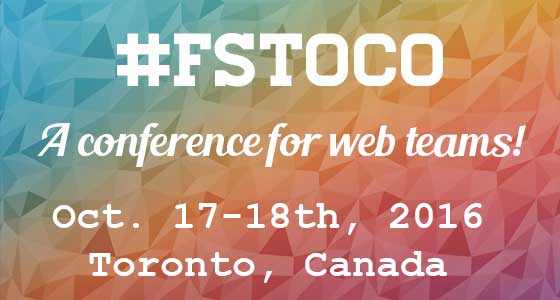 #FSTOCO
A conference for web teams!
Oct. 17-18th, 2016
Toronto, Canada